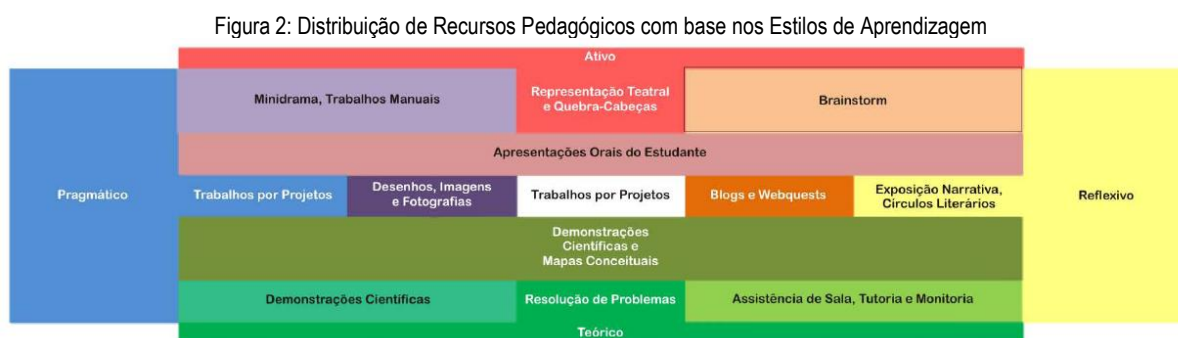 Figura 2: Distribuição de Recursos Pedagógicos com base nos Estilos de Aprendizagem
Ativo
Minidrama, Trabalhos Manuais
Representação Teatral
e Quebra-Cabeças
Brainstorm
Apresentações Orais do Estudante
Pragmático
Trabalhos por Projetos
Desenhos, Imagens
e Fotografias
Trabalhos por Projetos
Blogs e Webquests
Exposição Narrativa,
Círculos Literários
Reflexivo
Demonstrações
Científicas e
Mapas Conceituais
Demonstrações Científicas
Resolução de Problemas
Assistência de Sala, Tutoria e Monitoria
Teórico